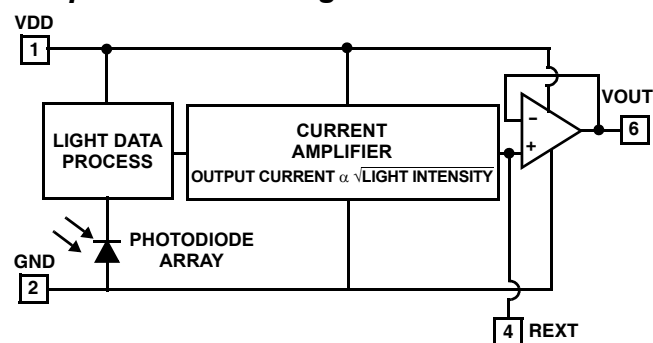 VDD
1
LIGHT DATA
PROCESS
CURRENT
AMPLIFIER
OUTPUT CURRENT α √LIGHT INTENSITY
−
+
VOUT
6
PHOTODIODE
ARRAY
GND
2
4 REXT